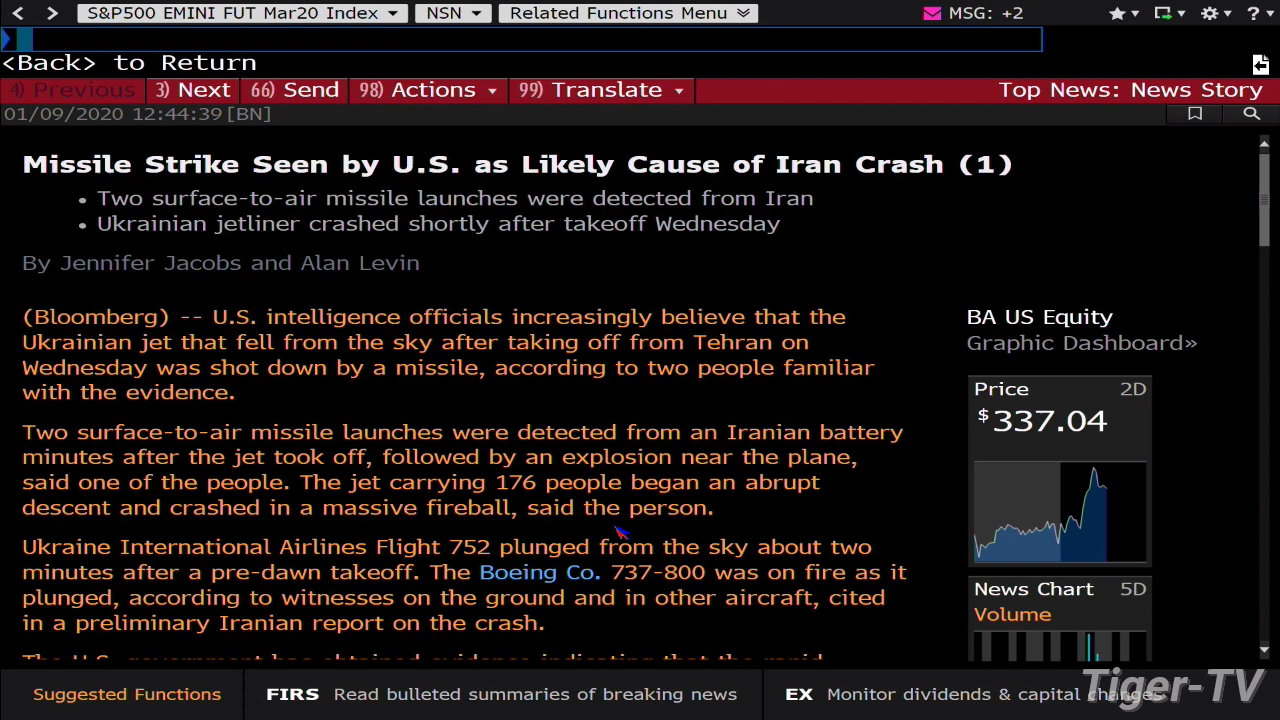 S&P500 EMINI FUT Mar20 Index NSN Related Functions Menu MSG: +2 ?
<Back> to Return
4) Previous 3) Next 66) Send 98) Actions 99) Translate Top News: News Story
01/09/2020 12:44:39[BN]
Missile Strike Seen by U.S. as Likely Cause of Iran Crash (1)
• Two surface-to-air missile launches were detected from Iran
• Ukrainian jetliner crashed shortly after takeoff Wednesday
By Jennifer Jacobs and Alan Levin
(Bloomberg) -- U.S. intelligence officials increasingly believe that the
Ukrainian jet that fell from the sky after taking off from Tehran on
Wednesday was shot down by a missile, according to two people familiar
with the evidence.
Two surface-to-air missile launches were detected from an Iranian battery
minutes after the jet took off, followed by an explosion near the plane,
said one of the people. The jet carrying 176 people began an abrupt
descent and crashed in a massive fireball, said the person.
Ukraine International Airlines Flight 752 plunged from the sky about two
minutes after a pre-dawn takeoff. The Boeing Co. 737-800 was on fire as it
plunged, according to witnesses on the ground and in other aircraft, cited
in a preliminary Iranian report on the crash.
The U.S. government has obtained evidence indicating that the rapid
BA US Equity
Graphic Dashboard»
Price 2D
$337.04
News Chart 5D
Volume
Suggested Functions FIRS Read bulleted summaries of breaking news EX Monitor dividends & capital changes
Tiger-TV